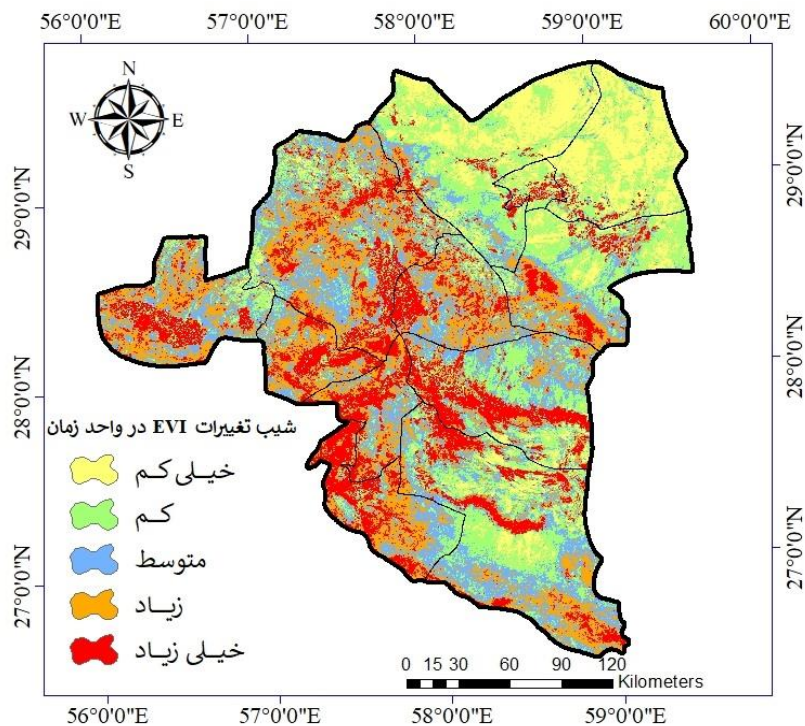 56°0'0"E 57°0'0"E 58°0'0"E 59°0'0"E 60°0'0"E
N
W E
S
29°0'0"N
29°0'0"N
28°0'0"N
28°0'0"N
27°0'0"N
27°0'0"N
شیب تغییرات EVI در واحد زمان
خیلی کم
کم
متوسط
زیاد
خیلی زیاد
0 15 30 60 90 120
Kilometers
56°0'0"E 57°0'0"E 58°0'0"E 59°0'0"E